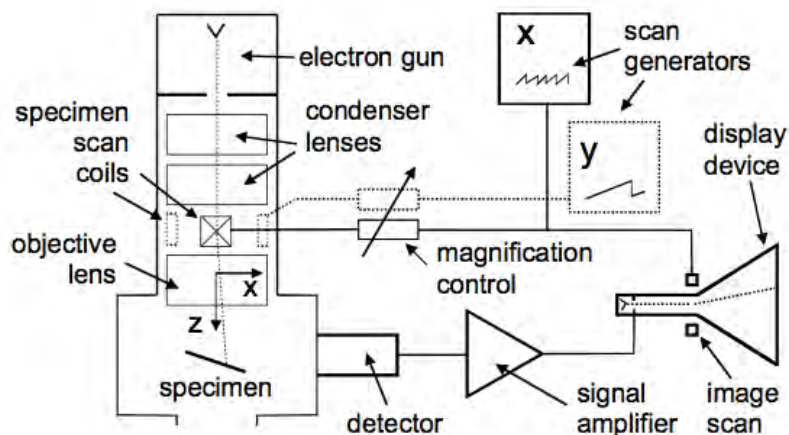 electron gun
specimen
scan
coils
condenser
lenses
objective
lens
x
scan
generators
y
display
device
magnification
control
x
z
specimen
detector
signal
amplifier
image
scan